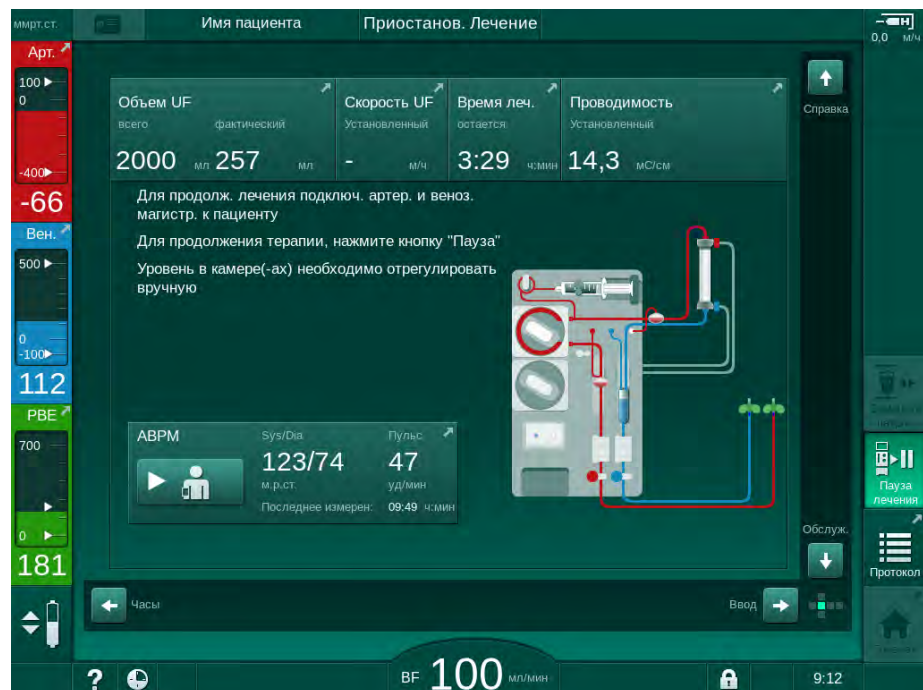 ммрт.ст.
Имя пациента
Приостанов. Лечение
0,0 м/ч
Арт.
100
0
-400
-66
Вен.
500
0
-100
112
PBE
700
0
181
Объем UF
всего фактический
2000 мл 257 мл
Скорость UF
Установленный
- м/ч
Время леч.
остается
3:29 ч:мин
Проводимость
Установленный
14,3 мС/см
Для продолж. лечения подключ. артер. и веноз.
магистр. к пациенту
Для продолжения терапии, нажмите кнопку "Пауза"
Уровень в камере(-ах) необходимо отрегулировать
вручную
ABPM
Sys/Dia Пульс
123/74 47
м.р.ст. уд/мин
Последнее измерен: 09:49 ч:мин
Справка
Обслуж.
Пауза
лечения
Протокол
Часы
Ввод
?
BF 100 мл/мин
9:12